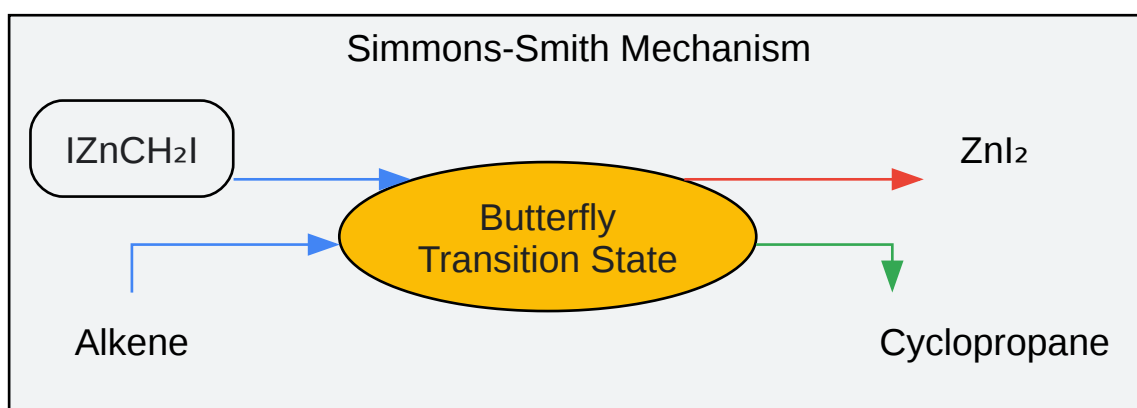 Simmons-Smith Mechanism
IZnCH₂I
ZnI₂
Butterfly
Transition State
Alkene
Cyclopropane